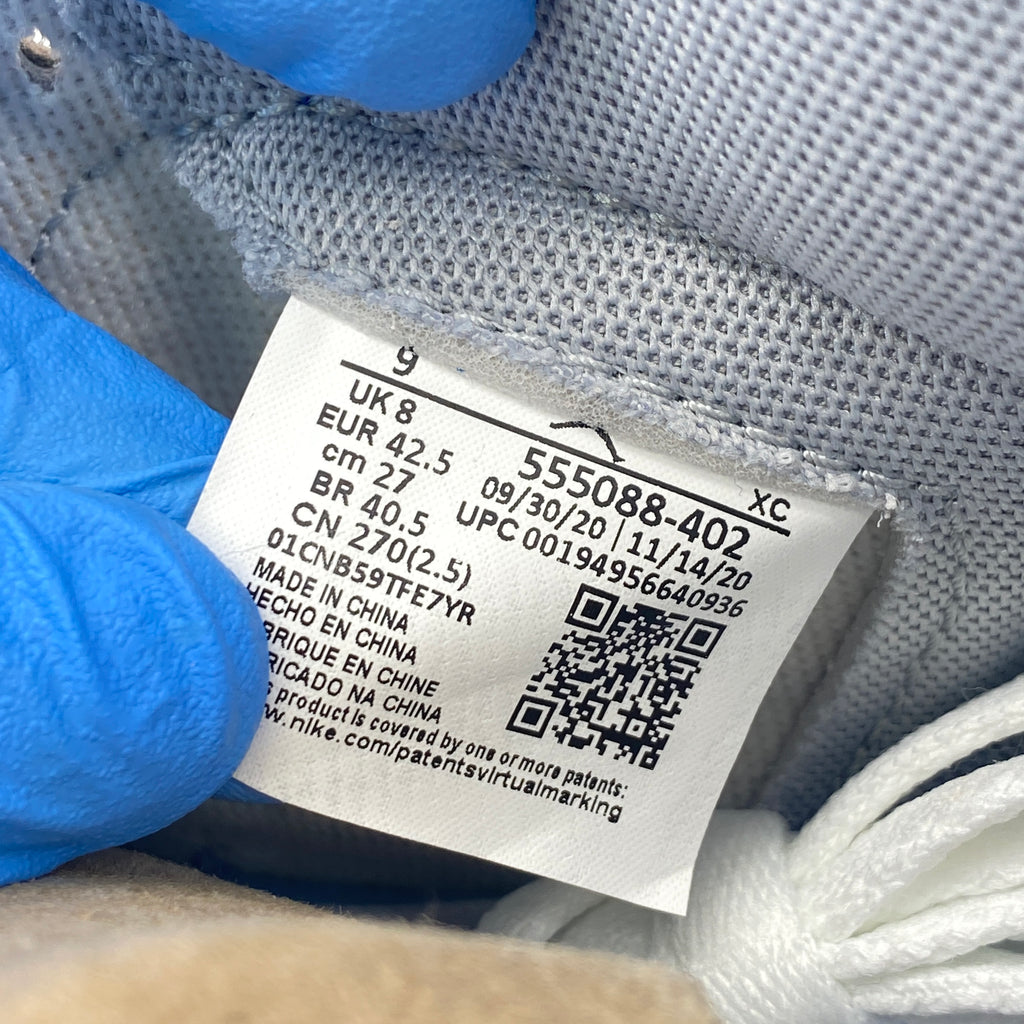 9
XC
UK 8
EUR 42.5
cm 27
BR 40.5
CN 270(2.5)
555088-402
09/30/20 | 11/14/20
UPC 00194956640936
01CNB59TFE7YR
MADE IN CHINA
HECHO EN CHINA
BRIQUE EN CHINE
RICADO NA CHINA
s product is covered by one or more patents:
w.nike.com/patentsvirtualmarking